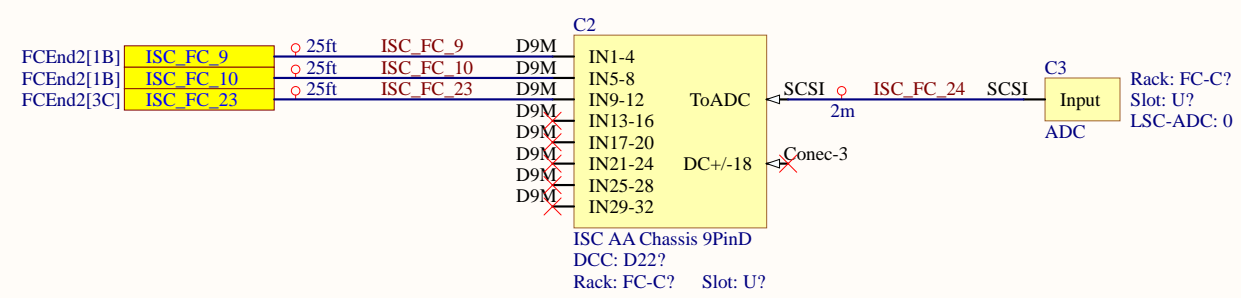 C2
FCEnd2[1B] ISC_FC_9 25ft ISC_FC_9 D9M IN1-4
FCEnd2[1B] ISC_FC_10 25ft ISC_FC_10 D9M IN5-8
FCEnd2[3C] ISC_FC_23 25ft ISC_FC_23 D9M IN9-12
D9M IN13-16
D9M IN17-20
D9M IN21-24
D9M IN25-28
D9M IN29-32
ToADC SCSI 2m ISC_FC_24 SCSI
DC+/-18 Conec-3
C3
Input
ADC
Rack: FC-C?
Slot: U?
LSC-ADC: 0
ISC AA Chassis 9PinD
DCC: D22?
Rack: FC-C? Slot: U?